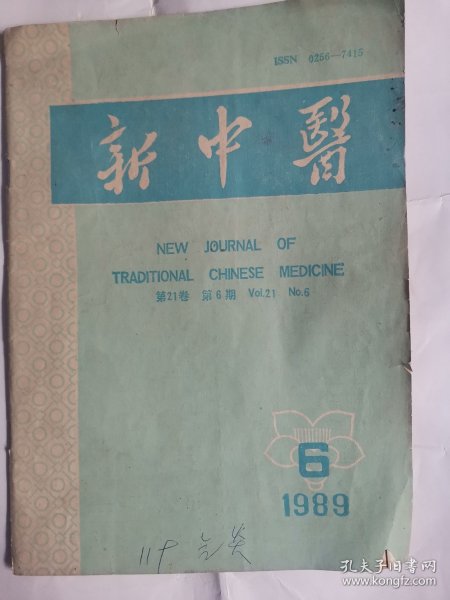 ISSN 0256—7415
新中醫
NEW JOURNAL OF
TRADITIONAL CHINESE MEDICINE
第21卷 第6期 Vol.21 No.6
6
1989
孔夫子旧书网
www.kongfz.com